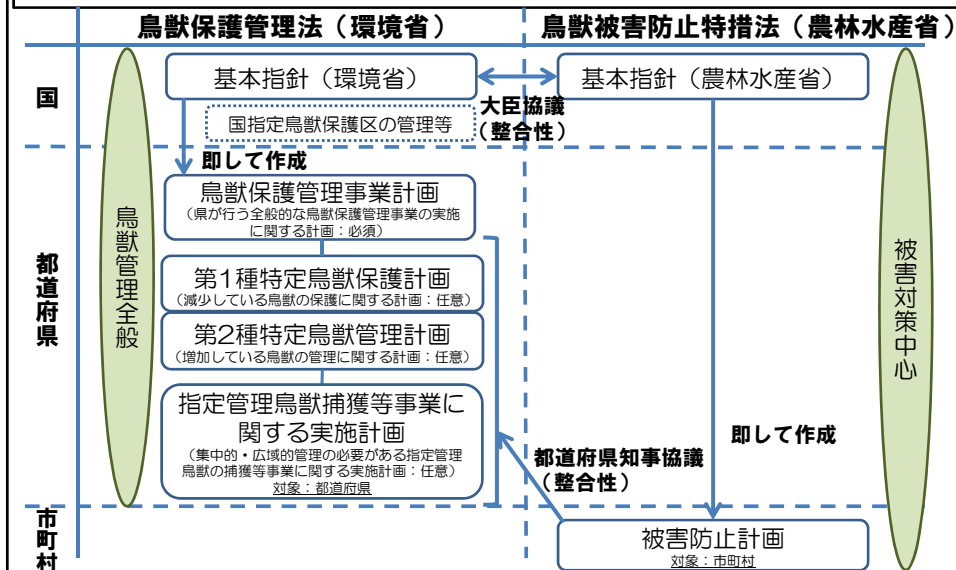 鳥獣保護管理法（環境省）
鳥獣被害防止特措法（農林水産省）
国
基本指針（環境省）
基本指針（農林水産省）
大臣協議
（整合性）
国指定鳥獣保護区の管理等
即して作成
都道府県
鳥獣管理全般
鳥獣保護管理事業計画
（県が行う全般的な鳥獣保護管理事業の実施
に関する計画：必須）
第1種特定鳥獣保護計画
（減少している鳥獣の保護に関する計画：任意）
第2種特定鳥獣管理計画
（増加している鳥獣の管理に関する計画：任意）
指定管理鳥獣捕獲等事業に
関する実施計画
（集中的・広域的管理の必要がある指定管理
鳥獣の捕獲等事業に関する実施計画：任意）
対象：都道府県
都道府県知事協議
（整合性）
即して作成
被害対策中心
市町村
被害防止計画
対象：市町村